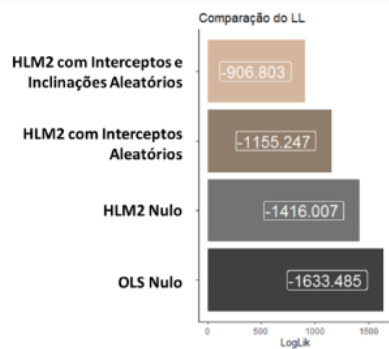 Comparação do LL
HLM2 com Interceptos e
Inclinações Aleatórios
-906.803
HLM2 com Interceptos
Aleatórios
-1155.247
HLM2 Nulo
-1416.007
OLS Nulo
-1633.485
0 500 1000 1500
LogLik